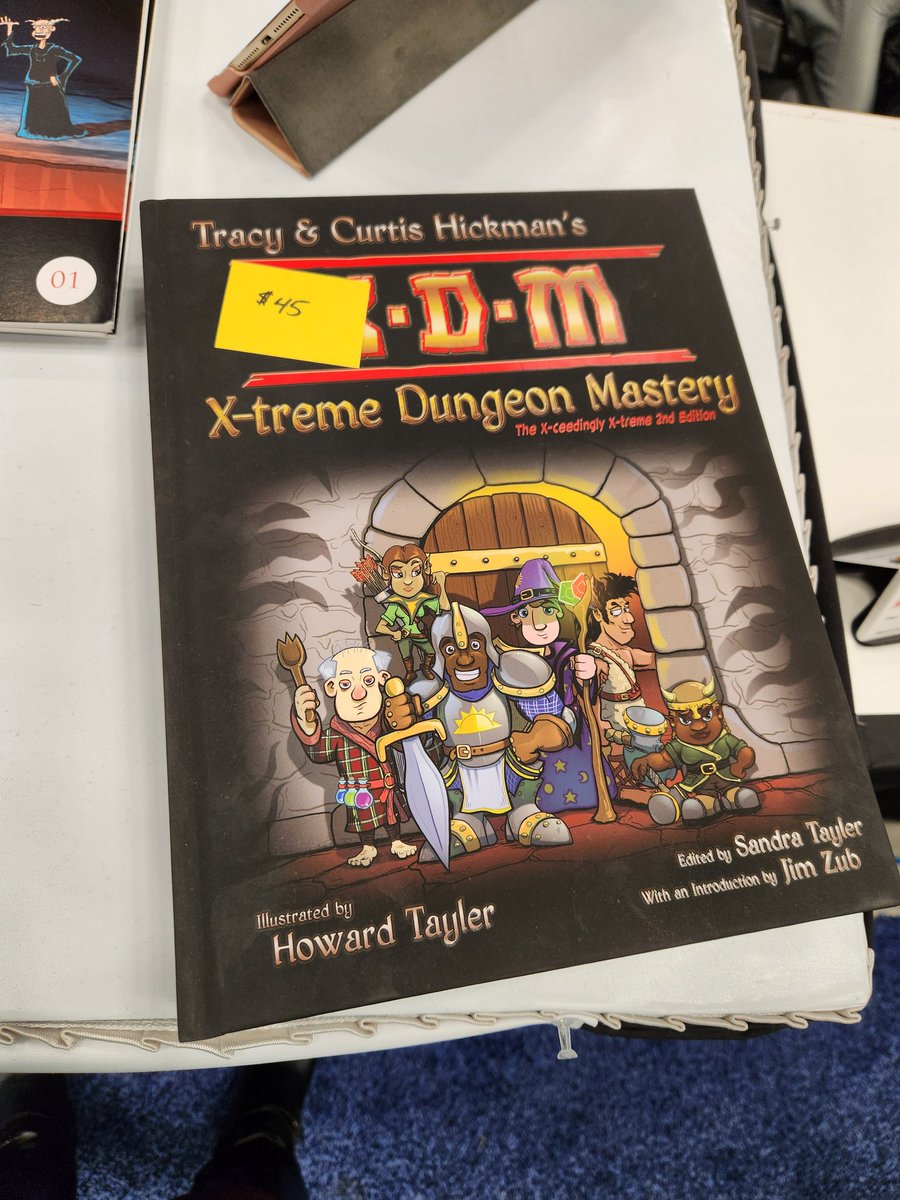 01
Tracy & Curtis Hickman's
$45
·D·M
X-treme Dungeon Mastery
The X-ceedingly X-treme 2nd Edition
Edited by Sandra Tayler
With an Introduction by Jim Zub
Illustrated by
Howard Tayler